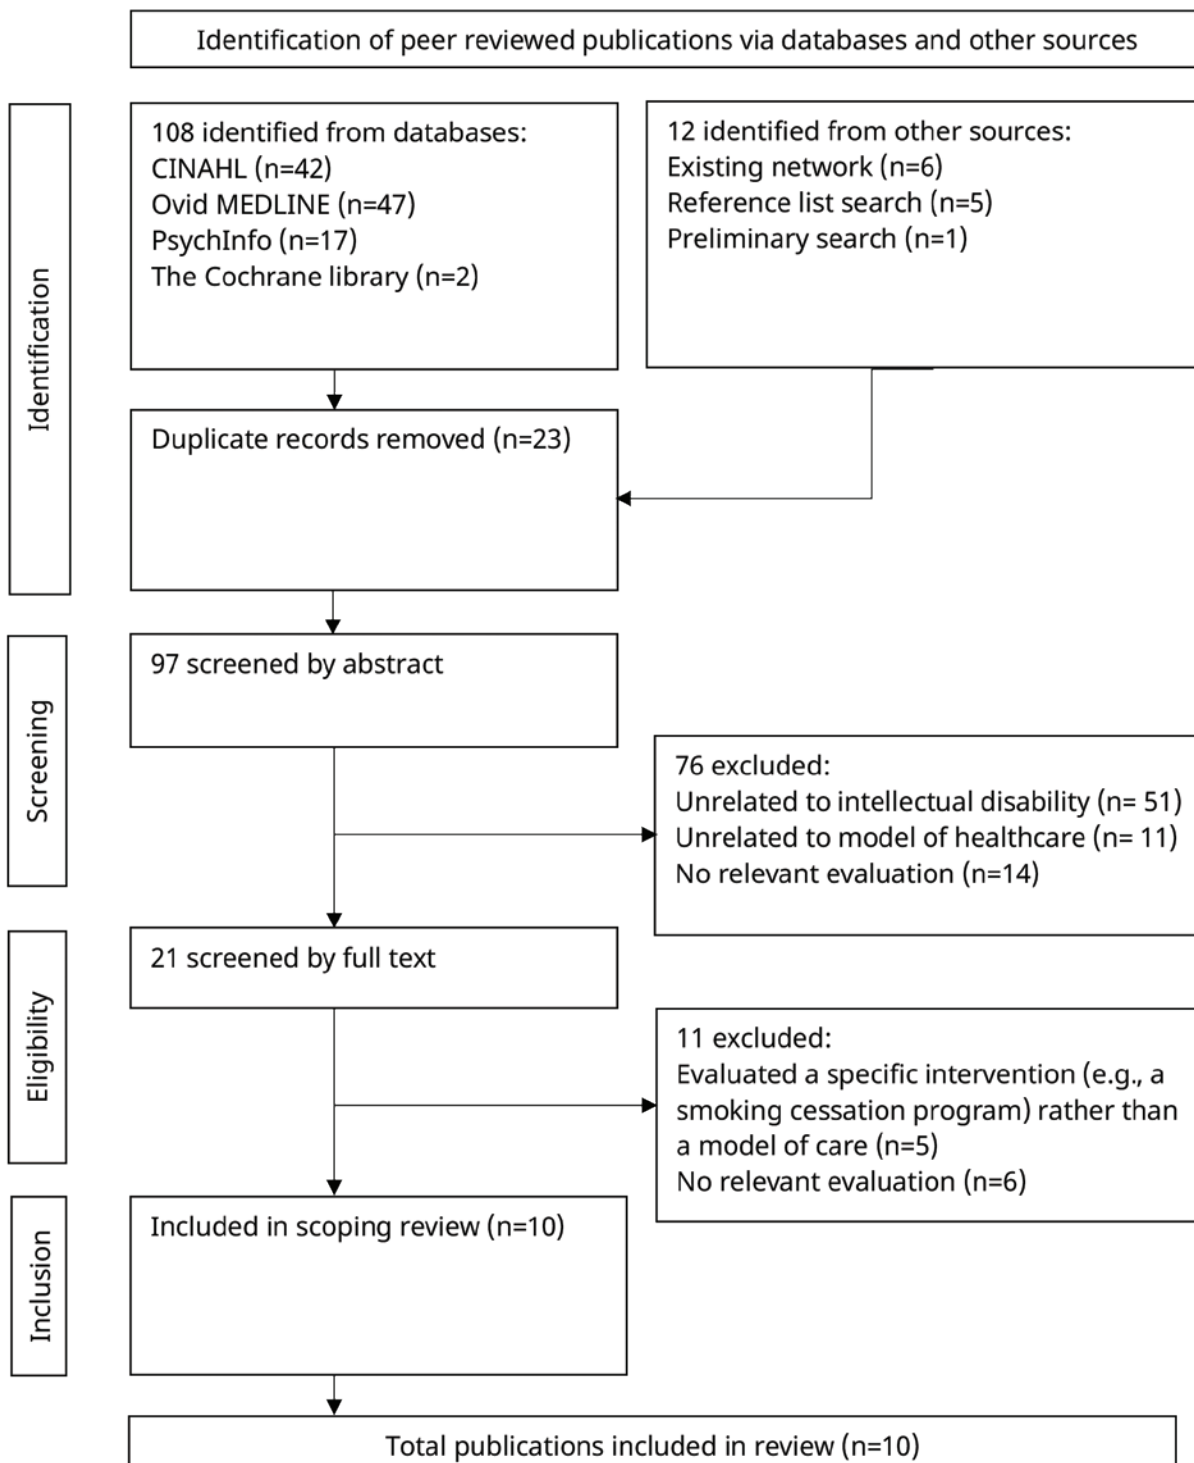 Identification of peer reviewed publications via databases and other sources
Identification
108 identified from databases:
CINAHL (n=42)
Ovid MEDLINE (n=47)
PsychInfo (n=17)
The Cochrane library (n=2)
12 identified from other sources:
Existing network (n=6)
Reference list search (n=5)
Preliminary search (n=1)
Duplicate records removed (n=23)
Screening
97 screened by abstract
76 excluded:
Unrelated to intellectual disability (n= 51)
Unrelated to model of healthcare (n= 11)
No relevant evaluation (n=14)
Eligibility
21 screened by full text
11 excluded:
Evaluated a specific intervention (e.g., a
smoking cessation program) rather than
a model of care (n=5)
No relevant evaluation (n=6)
Inclusion
Included in scoping review (n=10)
Total publications included in review (n=10)